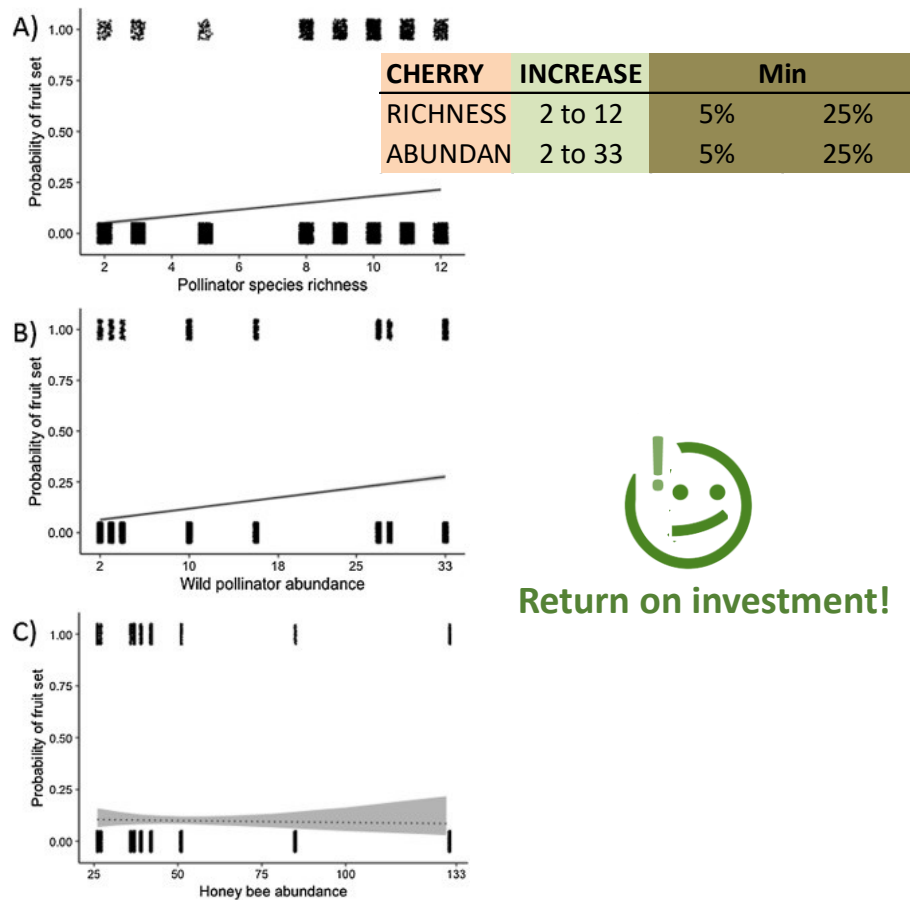 A)
1.00
0.75
0.50
0.25
0.00
Probability of fruit set
2 4 6 8 10 12
Pollinator species richness
CHERRY INCREASE Min
RICHNESS 2 to 12 5% 25%
ABUNDAN 2 to 33 5% 25%
B)
1.00
0.75
0.50
0.25
0.00
Probability of fruit set
2 10 18 25 33
Wild pollinator abundance
!
Return on investment!
C)
1.00
0.75
0.50
0.25
0.00
Probability of fruit set
25 50 75 100 133
Honey bee abundance